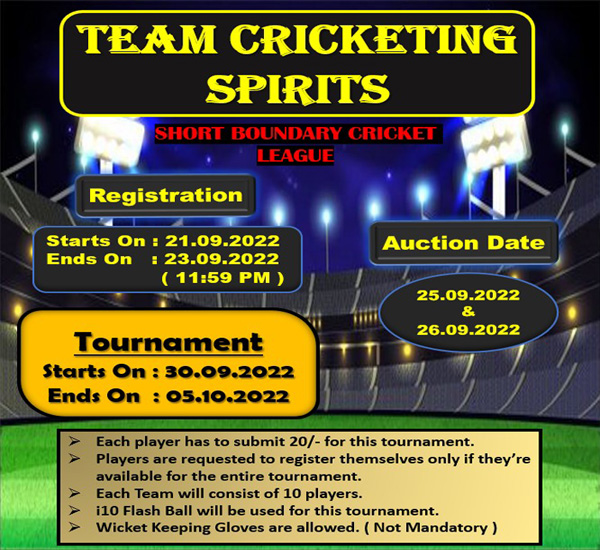 TEAM CRICKETING
SPIRITS
SHORT BOUNDARY CRICKET
LEAGUE
Registration
Starts On : 21.09.2022
Ends On : 23.09.2022
( 11:59 PM )
Auction Date
25.09.2022
&
26.09.2022
Tournament
Starts On : 30.09.2022
Ends On : 05.10.2022
➢ Each player has to submit 20/- for this tournament.
➢ Players are requested to register themselves only if they're
available for the entire tournament.
➢ Each Team will consist of 10 players.
➢ i10 Flash Ball will be used for this tournament.
➢ Wicket Keeping Gloves are allowed. ( Not Mandatory )